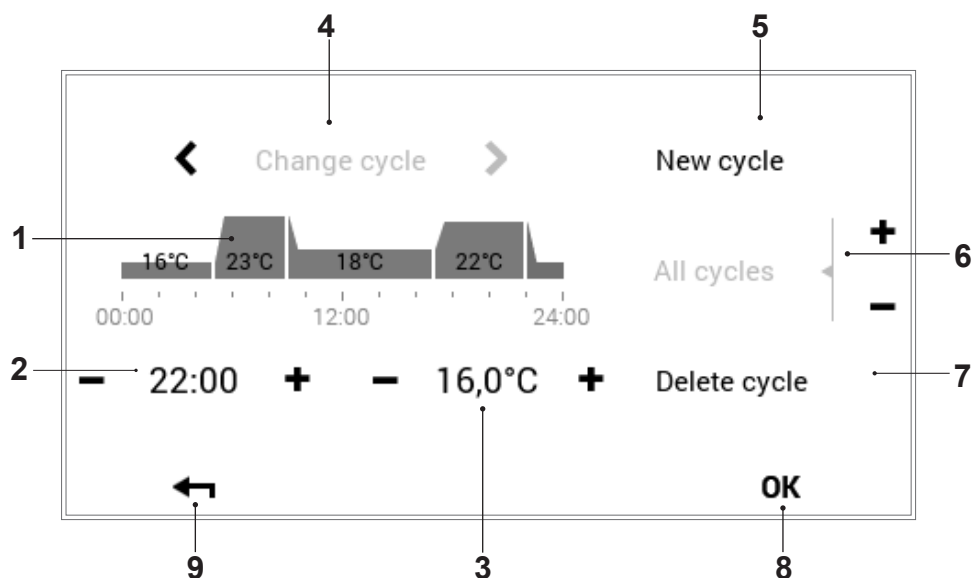 4 5
< Change cycle > New cycle
1
16°C 23°C 18°C 22°C
+
6
All cycles
−
00:00 12:00 24:00
2 − 22:00 + − 16,0°C + Delete cycle 7
OK
9 3 8